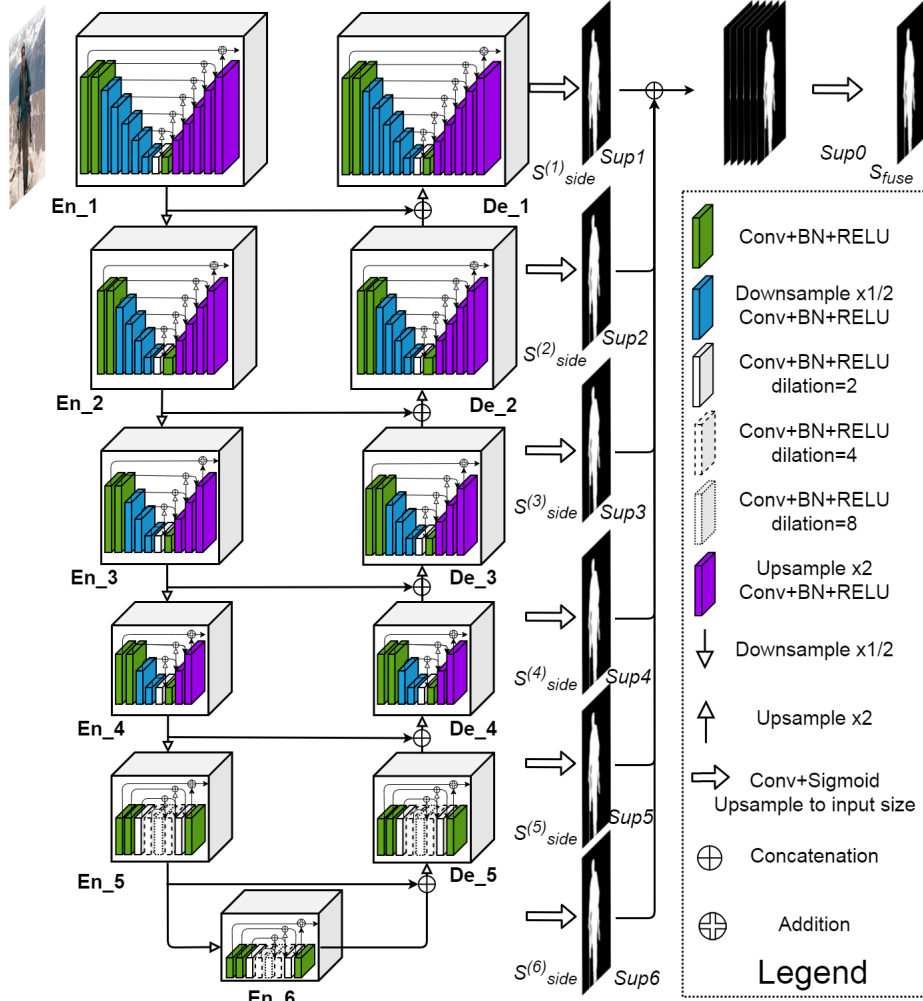 En_1
De_1
S(1)side
Sup1
Sup0
Sfuse
En_2
De_2
S(2)side
Sup2
En_3
De_3
S(3)side
Sup3
En_4
De_4
S(4)side
Sup4
En_5
De_5
S(5)side
Sup5
En_6
S(6)side
Sup6
Conv+BN+RELU
Downsample x1/2
Conv+BN+RELU
Conv+BN+RELU
dilation=2
Conv+BN+RELU
dilation=4
Conv+BN+RELU
dilation=8
Upsample x2
Conv+BN+RELU
Downsample x1/2
Upsample x2
Conv+Sigmoid
Upsample to input size
Concatenation
Addition
Legend